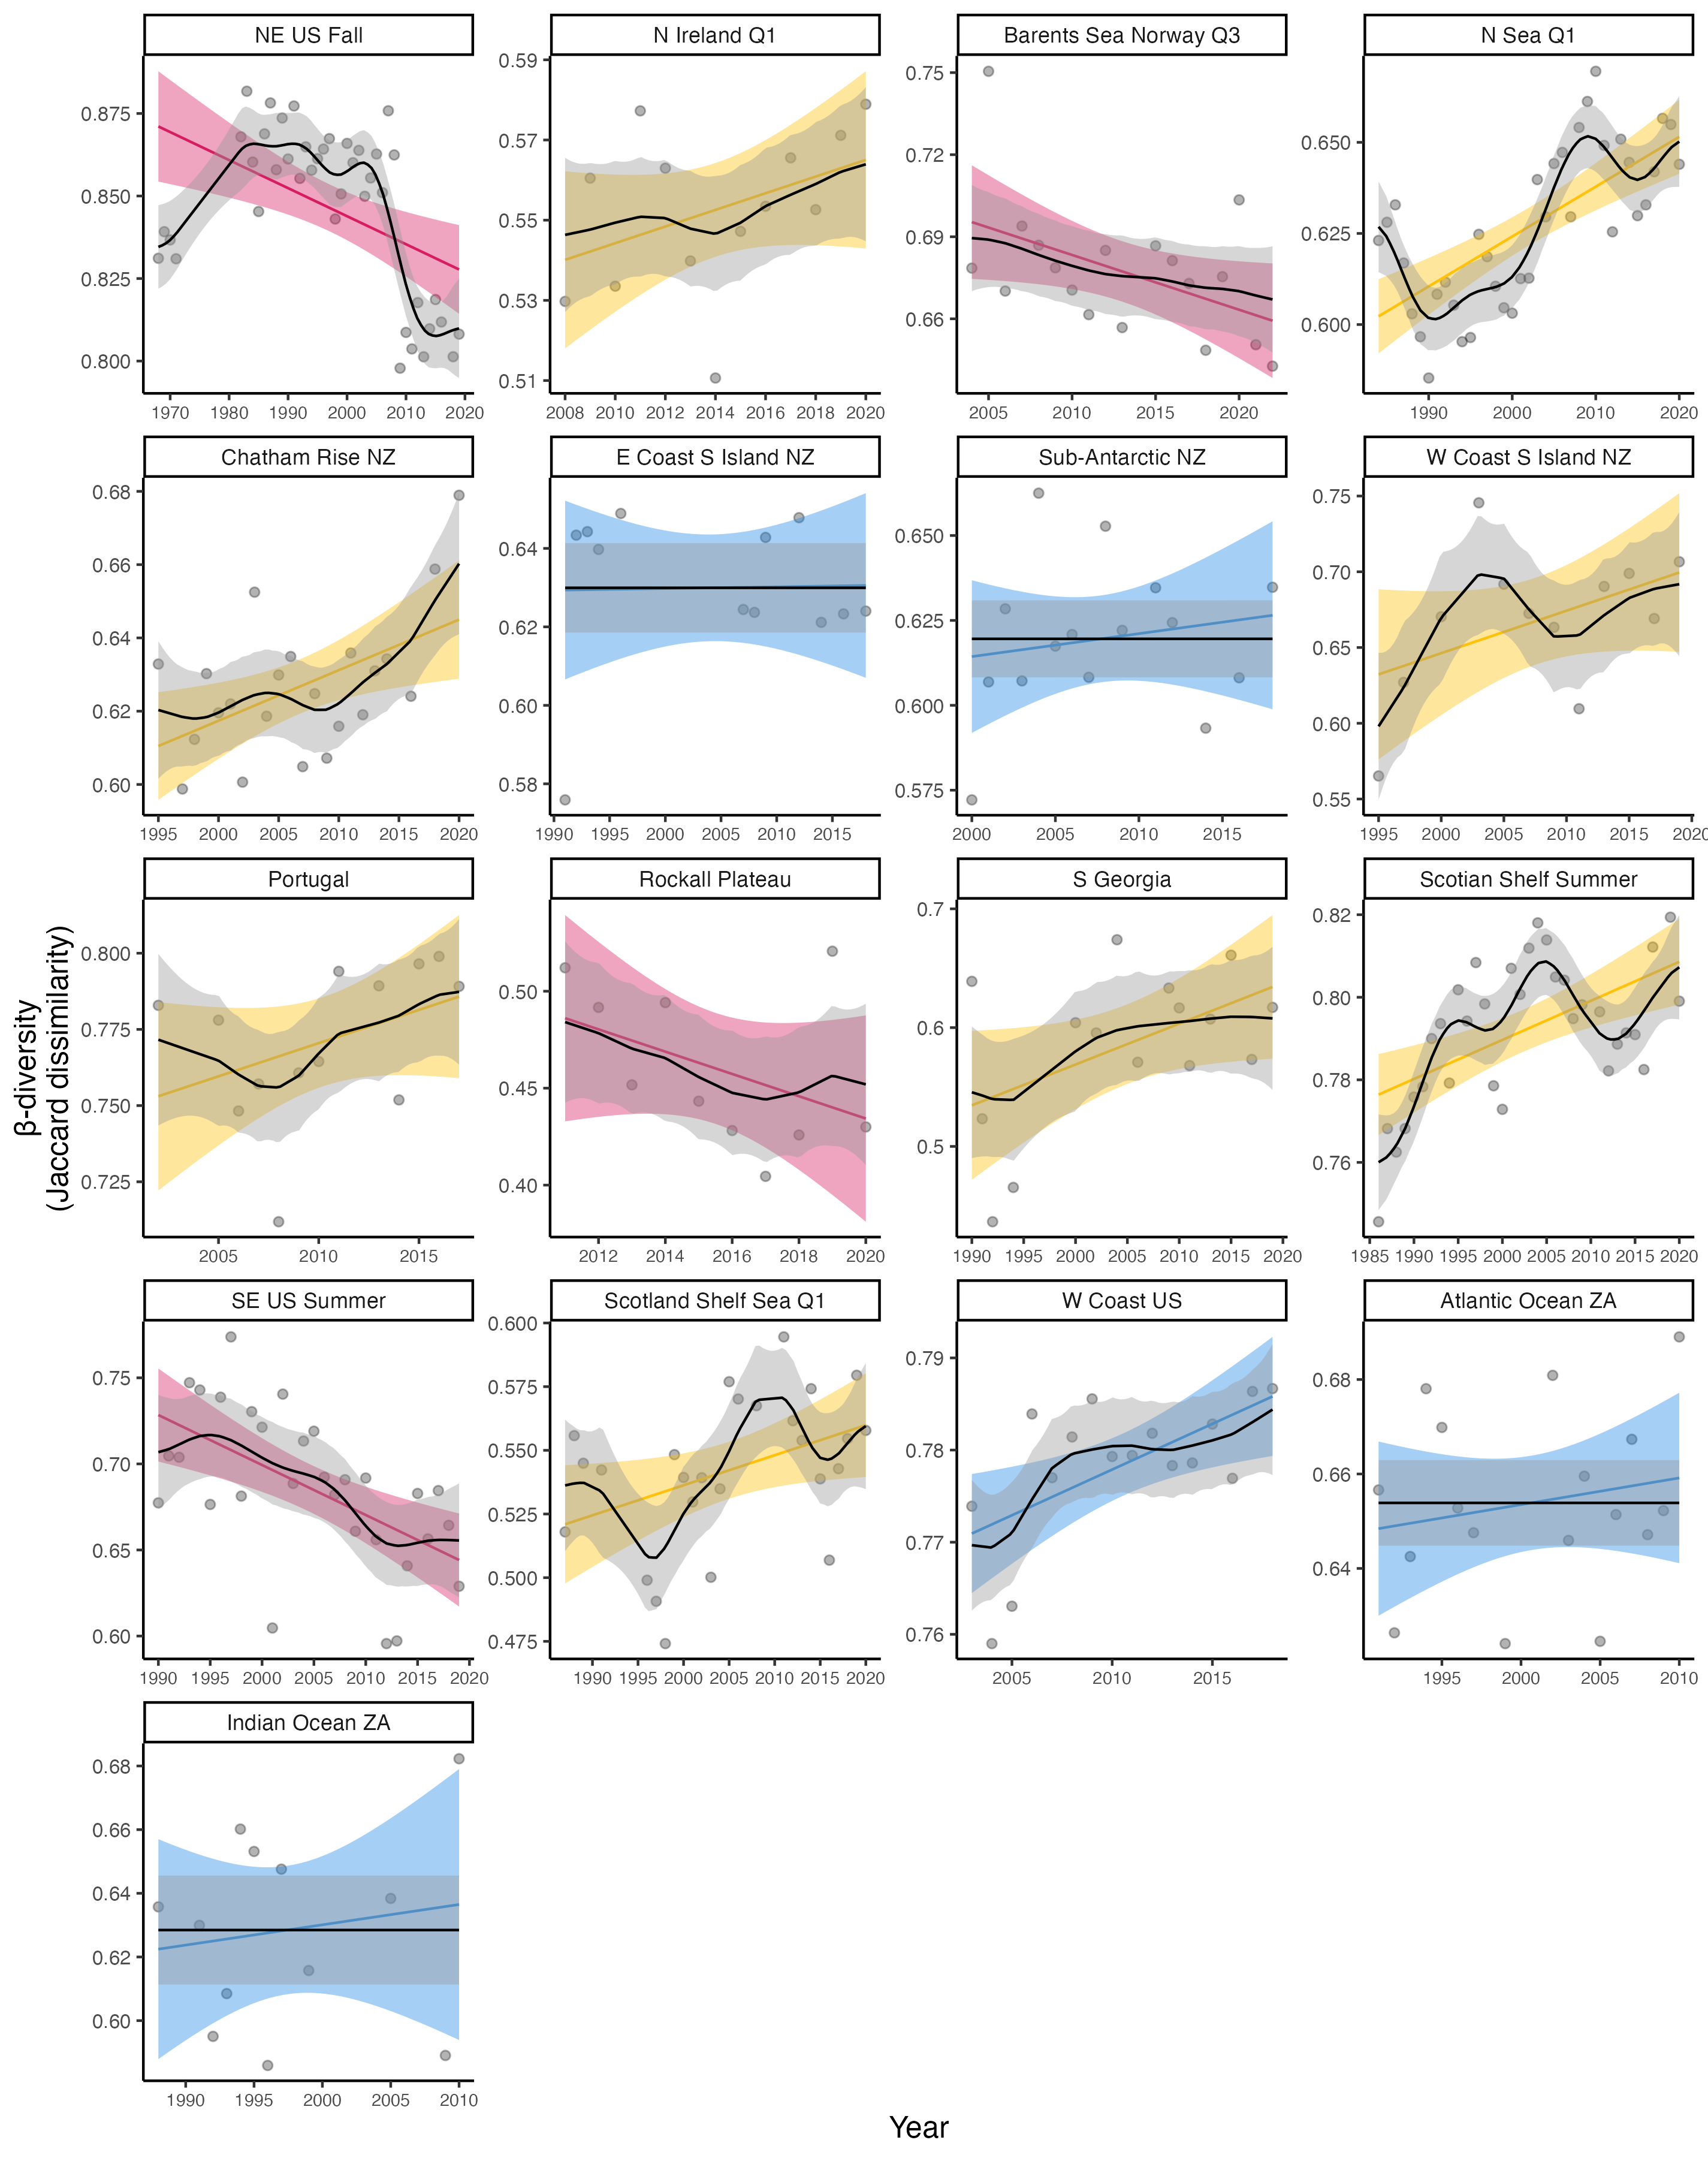 NE US Fall
N Ireland Q1
Barents Sea Norway Q3
N Sea Q1
0.875
0.850
0.825
0.800
1970 1980 1990 2000 2010 2020
0.59
0.57
0.55
0.53
0.51
2008 2010 2012 2014 2016 2018 2020
0.75
0.72
0.69
0.66
2005 2010 2015 2020
0.650
0.625
0.600
1990 2000 2010 2020
Chatham Rise NZ
E Coast S Island NZ
Sub-Antarctic NZ
W Coast S Island NZ
0.68
0.66
0.64
0.62
0.60
1995 2000 2005 2010 2015 2020
0.64
0.62
0.60
0.58
1990 1995 2000 2005 2010 2015
0.650
0.625
0.600
0.575
2000 2005 2010 2015
0.75
0.70
0.65
0.60
0.55
1995 2000 2005 2010 2015 2020
Portugal
Rockall Plateau
S Georgia
Scotian Shelf Summer
β-diversity
(Jaccard dissimilarity)
0.800
0.775
0.750
0.725
2005 2010 2015
0.50
0.45
0.40
2012 2014 2016 2018 2020
0.7
0.6
0.5
1990 1995 2000 2005 2010 2015 2020
0.82
0.80
0.78
0.76
1986 1990 1995 2000 2005 2010 2015 2020
SE US Summer
Scotland Shelf Sea Q1
W Coast US
Atlantic Ocean ZA
0.75
0.70
0.65
0.60
1990 1995 2000 2005 2010 2015 2020
0.600
0.575
0.550
0.525
0.500
0.475
1990 1995 2000 2005 2010 2015 2020
0.79
0.78
0.77
0.76
2005 2010 2015
0.68
0.66
0.64
1995 2000 2005 2010
Indian Ocean ZA
0.68
0.66
0.64
0.62
0.60
1990 1995 2000 2005 2010
Year